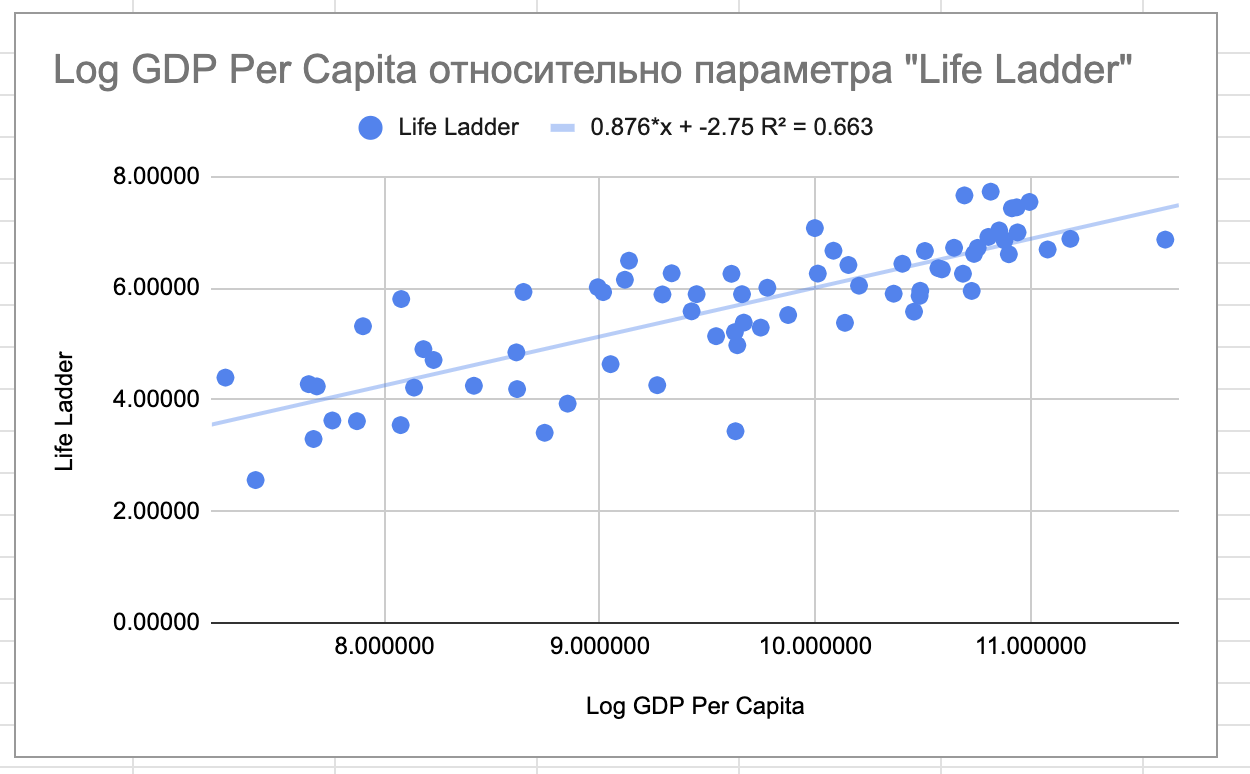 Log GDP Per Capita относительно параметра "Life Ladder"
Life Ladder 0.876*x + -2.75 R² = 0.663
8.00000
6.00000
4.00000
2.00000
0.00000
Life Ladder
8.000000 9.000000 10.000000 11.000000
Log GDP Per Capita